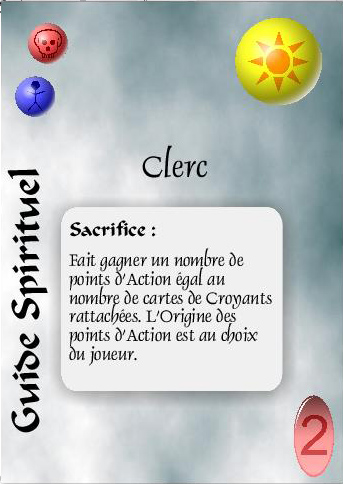 Clerc
Guide Spirituel
Sacrifice :
Fait gagner un nombre de
points d'Action égal au
nombre de cartes de Croyants
rattachées. L'Origine des
points d'Action est au choix
du joueur.
2